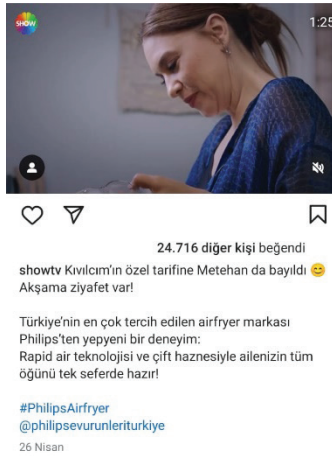 SHOW
1:25
24.716 diğer kişi beğendi
showtv Kıvılcım'ın özel tarifine Metehan da bayıldı 😊
Akşama ziyafet var!
Türkiye'nin en çok tercih edilen airfryer markası
Philips'ten yepyeni bir deneyim:
Rapid air teknolojisi ve çift haznesiyle ailenizin tüm
öğünü tek seferde hazır!
#PhilipsAirfryer
@philipsevurunleriturkiye
26 Nisan